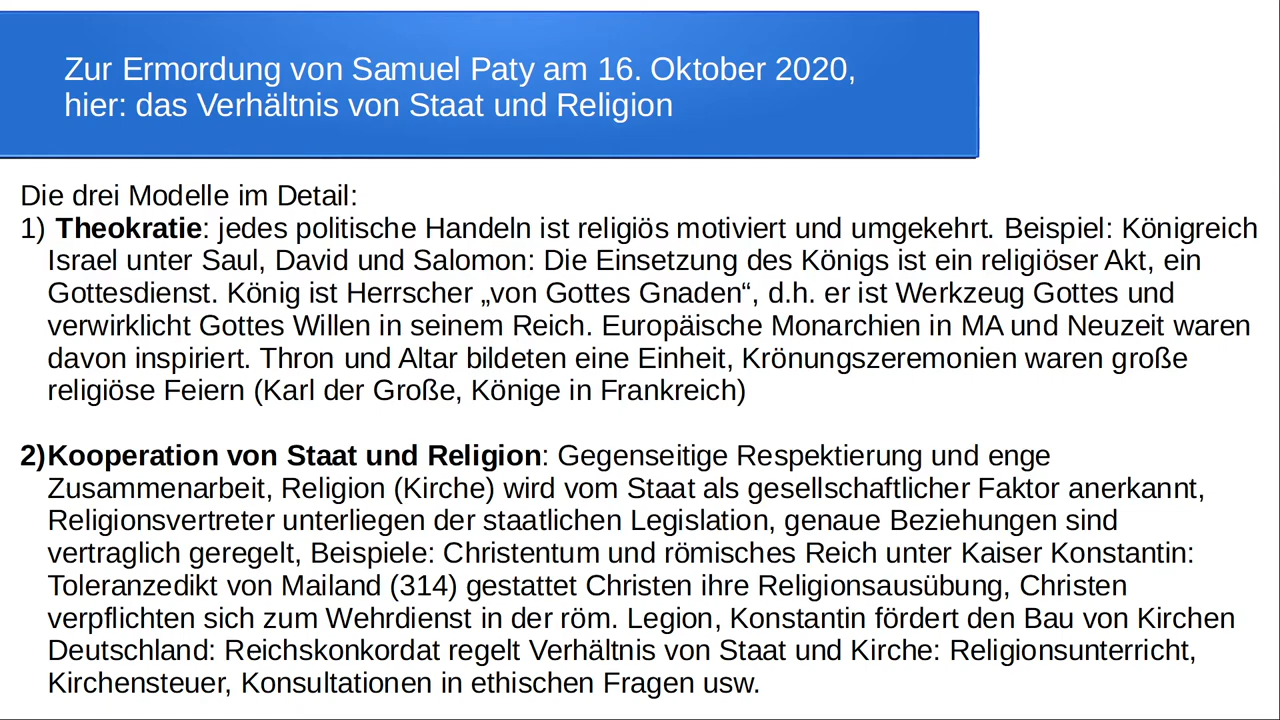 Zur Ermordung von Samuel Paty am 16. Oktober 2020,
hier: das Verhältnis von Staat und Religion
Die drei Modelle im Detail:
1) Theokratie: jedes politische Handeln ist religiös motiviert und umgekehrt. Beispiel: Königreich
Israel unter Saul, David und Salomon: Die Einsetzung des Königs ist ein religiöser Akt, ein
Gottesdienst. König ist Herrscher „von Gottes Gnaden“, d.h. er ist Werkzeug Gottes und
verwirklicht Gottes Willen in seinem Reich. Europäische Monarchien in MA und Neuzeit waren
davon inspiriert. Thron und Altar bildeten eine Einheit, Krönungszeremonien waren große
religiöse Feiern (Karl der Große, Könige in Frankreich)
2)Kooperation von Staat und Religion: Gegenseitige Respektierung und enge
Zusammenarbeit, Religion (Kirche) wird vom Staat als gesellschaftlicher Faktor anerkannt,
Religionsvertreter unterliegen der staatlichen Legislation, genaue Beziehungen sind
vertraglich geregelt, Beispiele: Christentum und römisches Reich unter Kaiser Konstantin:
Toleranzedikt von Mailand (314) gestattet Christen ihre Religionsausübung, Christen
verpflichten sich zum Wehrdienst in der röm. Legion, Konstantin fördert den Bau von Kirchen
Deutschland: Reichskonkordat regelt Verhältnis von Staat und Kirche: Religionsunterricht,
Kirchensteuer, Konsultationen in ethischen Fragen usw.